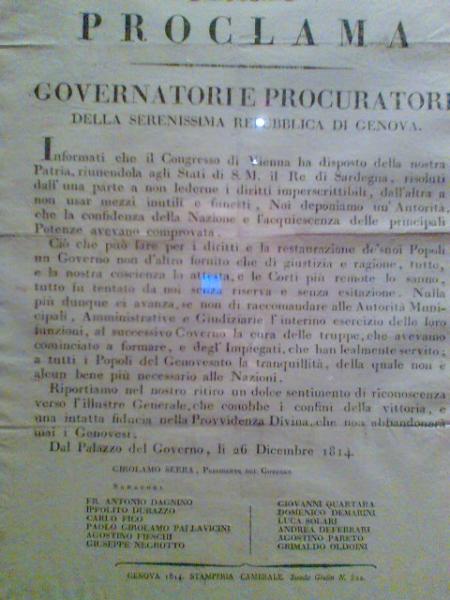 PROCLAMA
GOVERNATORI E PROCURATORI
DELLA SERENISSIMA REPUBBLICA DI GENOVA.
Informati che il Congresso di Vienna ha disposto della nostra
Patria, riunendola agli Stati di S. M. il Re di Sardegna, risoluti
dall'una parte a non lederne i diritti imperscrittibili, dall'altra a
non usar mezzi inutili e funesti, Noi deponiamo un'Autorità,
che la confidenza della Nazione e l'acquiescenza delle principali
Potenze avevano comprovata.
Ciò che può fare per i diritti e la restaurazione de'suoi Popoli
un Governo non d'altro fornito che di giustizia e ragione, tutto,
e la nostra coscienza lo attesta, e le Corti più remote lo sanno,
tutto fu tentato da noi senza riserva e senza esitazione. Nulla
più dunque ci avanza, se non di raccomandare alle Autorità Muni-
cipali, Amministrative e Giudiziarie l'interino esercizio delle loro
funzioni, al successivo Governo la cura delle truppe, che avevamo
cominciato a formare, e degl'Impiegati, che han lealmente servito;
a tutti i Popoli del Genovesato la tranquillità, della quale non è
alcun bene più necessario alle Nazioni.
Riportiamo nel nostro ritiro un dolce sentimento di riconoscenza
verso l'illustre Generale, che conobbe i confini della vittoria, e
una intatta fiducia nella Provvidenza Divina, che non abbandonerà
mai i Genovesi.
Dal Palazzo del Governo, li 26 Dicembre 1814.
GIROLAMO SERRA, PRESIDENTE DEL GOVERNO
SENATORI
FR. ANTONIO DAGNINO
IPPOLITO DURAZZO
CARLO PICO
PAOLO GIROLAMO PALLAVICINI
AGOSTINO FIESCHI
GIUSEPPE NEGROTTO
GIOVANNI QUARTARA
DOMENICO DEMARINI
LUCA SOLARI
ANDREA DEFERRARI
AGOSTINO PARETO
GRIMALDO OLDOINI
GENOVA 1814. STAMPERIA CAMERALE. Scuole Giulin N.